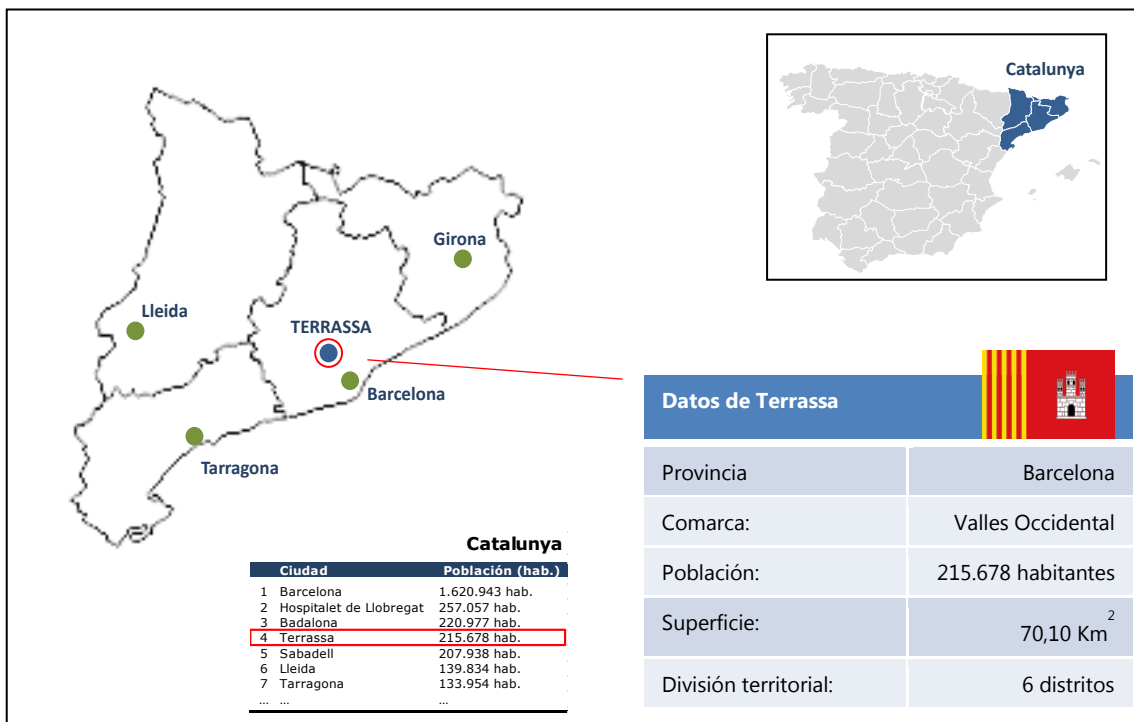 Catalunya
Girona
Lleida
TERRASSA
Barcelona
Tarragona
Datos de Terrassa
Provincia Barcelona
Comarca: Valles Occidental
Población: 215.678 habitantes
Superficie: 70,10 Km2
División territorial: 6 distritos
Catalunya
Ciudad Población (hab.)
1 Barcelona 1.620.943 hab.
2 Hospitalet de Llobregat 257.057 hab.
3 Badalona 220.977 hab.
4 Terrassa 215.678 hab.
5 Sabadell 207.938 hab.
6 Lleida 139.834 hab.
7 Tarragona 133.954 hab.
... ... ...